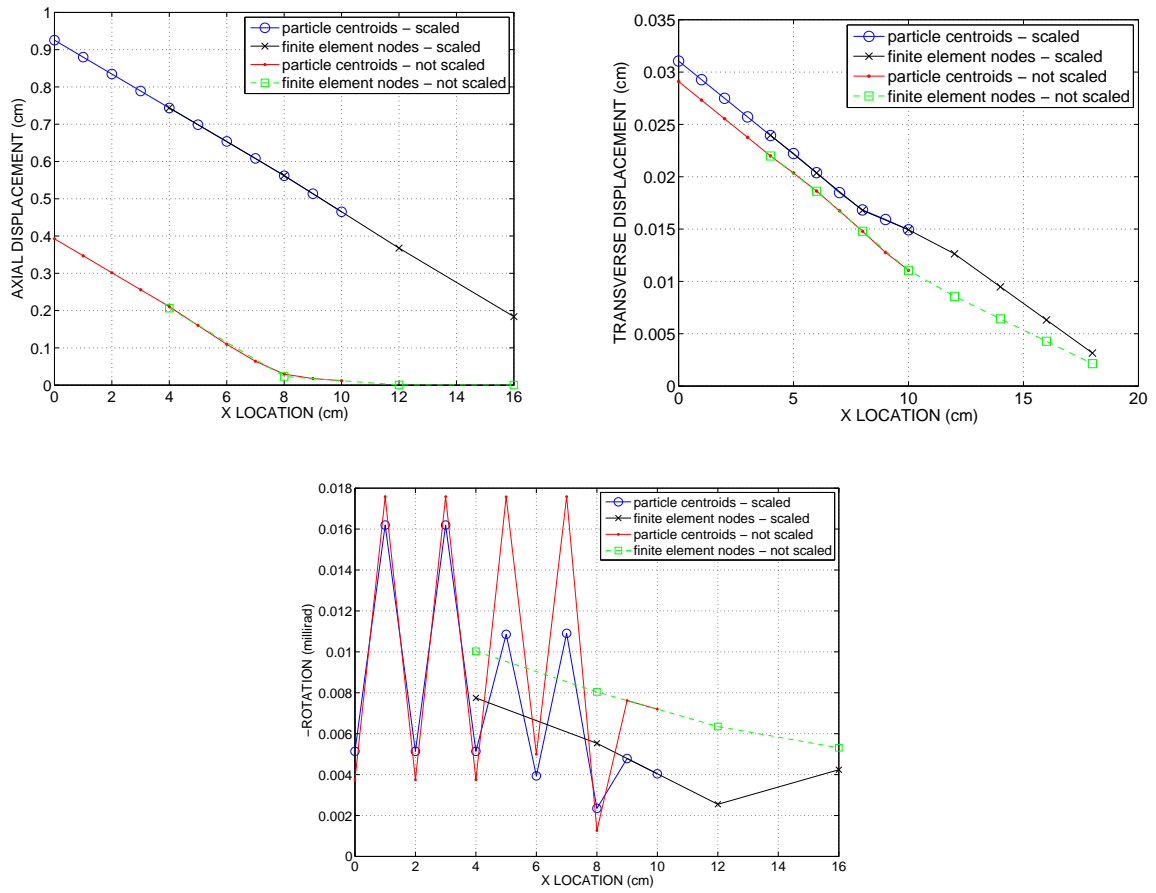 particle centroids − scaled
finite element nodes − scaled
particle centroids − not scaled
finite element nodes − not scaled
AXIAL DISPLACEMENT (cm)
1
0.9
0.8
0.7
0.6
0.5
0.4
0.3
0.2
0.1
0
0 2 4 6 8 10 12 14 16
X LOCATION (cm)
particle centroids − scaled
finite element nodes − scaled
particle centroids − not scaled
finite element nodes − not scaled
TRANSVERSE DISPLACEMENT (cm)
0.035
0.03
0.025
0.02
0.015
0.01
0.005
0
0 5 10 15 20
X LOCATION (cm)
particle centroids − scaled
finite element nodes − scaled
particle centroids − not scaled
finite element nodes − not scaled
−ROTATION (millirad)
0.018
0.016
0.014
0.012
0.01
0.008
0.006
0.004
0.002
0
0 2 4 6 8 10 12 14 16
X LOCATION (cm)